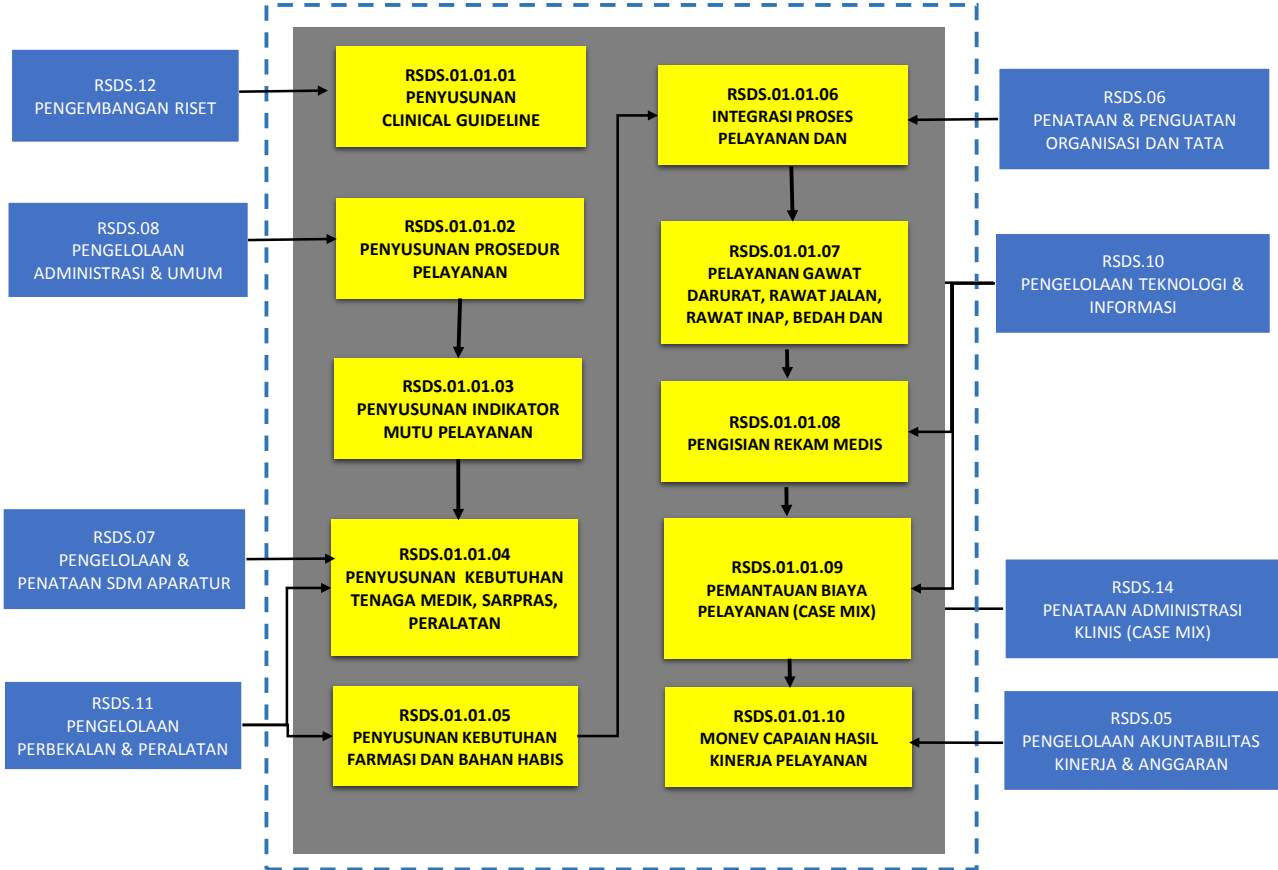 RSDS.12
PENGEMBANGAN RISET
RSDS.08
PENGELOLAAN
ADMINISTRASI & UMUM
RSDS.07
PENGELOLAAN &
PENATAAN SDM APARATUR
RSDS.11
PENGELOLAAN
PERBEKALAN & PERALATAN
RSDS.01.01.01
PENYUSUNAN
CLINICAL GUIDELINE
RSDS.01.01.02
PENYUSUNAN PROSEDUR
PELAYANAN
RSDS.01.01.03
PENYUSUNAN INDIKATOR
MUTU PELAYANAN
RSDS.01.01.04
PENYUSUNAN KEBUTUHAN
TENAGA MEDIK, SARPRAS,
PERALATAN
RSDS.01.01.05
PENYUSUNAN KEBUTUHAN
FARMASI DAN BAHAN HABIS
RSDS.01.01.06
INTEGRASI PROSES
PELAYANAN DAN
RSDS.01.01.07
PELAYANAN GAWAT
DARURAT, RAWAT JALAN,
RAWAT INAP, BEDAH DAN
RSDS.01.01.08
PENGISIAN REKAM MEDIS
RSDS.01.01.09
PEMANTAUAN BIAYA
PELAYANAN (CASE MIX)
RSDS.01.01.10
MONEV CAPAIAN HASIL
KINERJA PELAYANAN
RSDS.06
PENATAAN & PENGUATAN
ORGANISASI DAN TATA
RSDS.10
PENGELOLAAN TEKNOLOGI &
INFORMASI
RSDS.14
PENATAAN ADMINISTRASI
KLINIS (CASE MIX)
RSDS.05
PENGELOLAAN AKUNTABILITAS
KINERJA & ANGGARAN